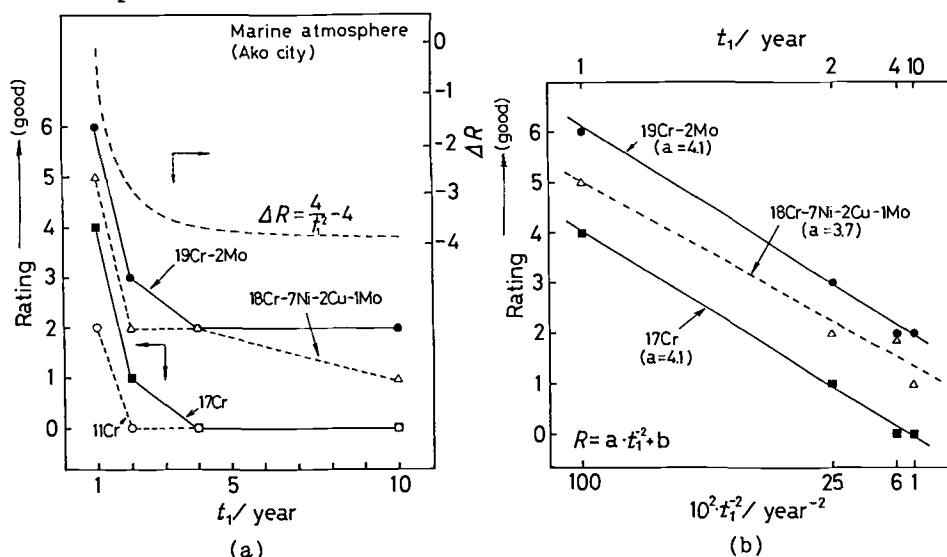 Marine atmosphere
(Ako city)
0
-1
-2
-3
-4
ΔR
Rating → (good)
6
5
4
3
2
1
0
ΔR = 4/t₁² - 4
19Cr-2Mo
18Cr-7Ni-2Cu-1Mo
17Cr
11Cr
1 5 10
t₁/ year
(a)
t₁/ year
1 2 4 10
Rating → (good)
6
5
4
3
2
1
0
19Cr-2Mo
(a=4.1)
18Cr-7Ni-2Cu-1Mo
(a=3.7)
17Cr
(a=4.1)
R=a·t₁⁻²+b
100 25 6 1
10²·t₁⁻²/ year⁻²
(b)